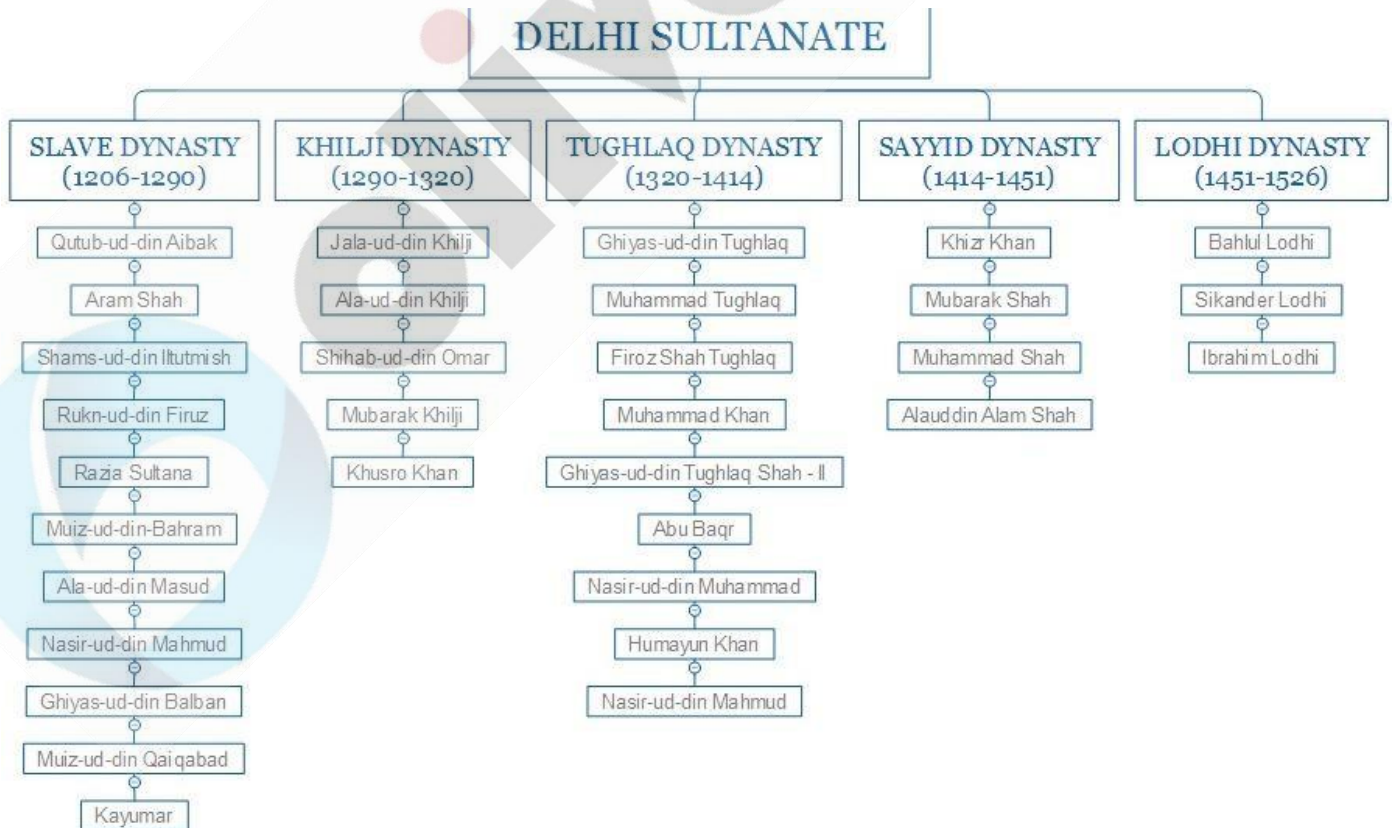 DELHI SULTANATE
SLAVE DYNASTY
(1206-1290)
Qutub-ud-din Aibak
Aram Shah
Shams-ud-din Iltutmish
Rukn-ud-din Firuz
Razia Sultana
Muiz-ud-din-Bahram
Ala-ud-din Masud
Nasir-ud-din Mahmud
Ghiyas-ud-din Balban
Muiz-ud-din Qaiqabad
Kayumar
KHILJI DYNASTY
(1290-1320)
Jala-ud-din Khilji
Ala-ud-din Khilji
Shihab-ud-din Omar
Mubarak Khilji
Khusro Khan
TUGHLAQ DYNASTY
(1320-1414)
Ghiyas-ud-din Tughlaq
Muhammad Tughlaq
Firoz Shah Tughlaq
Muhammad Khan
Ghiyas-ud-din Tughlaq Shah - II
Abu Baqr
Nasir-ud-din Muhammad
Humayun Khan
Nasir-ud-din Mahmud
SAYYID DYNASTY
(1414-1451)
Khizr Khan
Mubarak Shah
Muhammad Shah
Alauddin Alam Shah
LODHI DYNASTY
(1451-1526)
Bahlul Lodhi
Sikander Lodhi
Ibrahim Lodhi